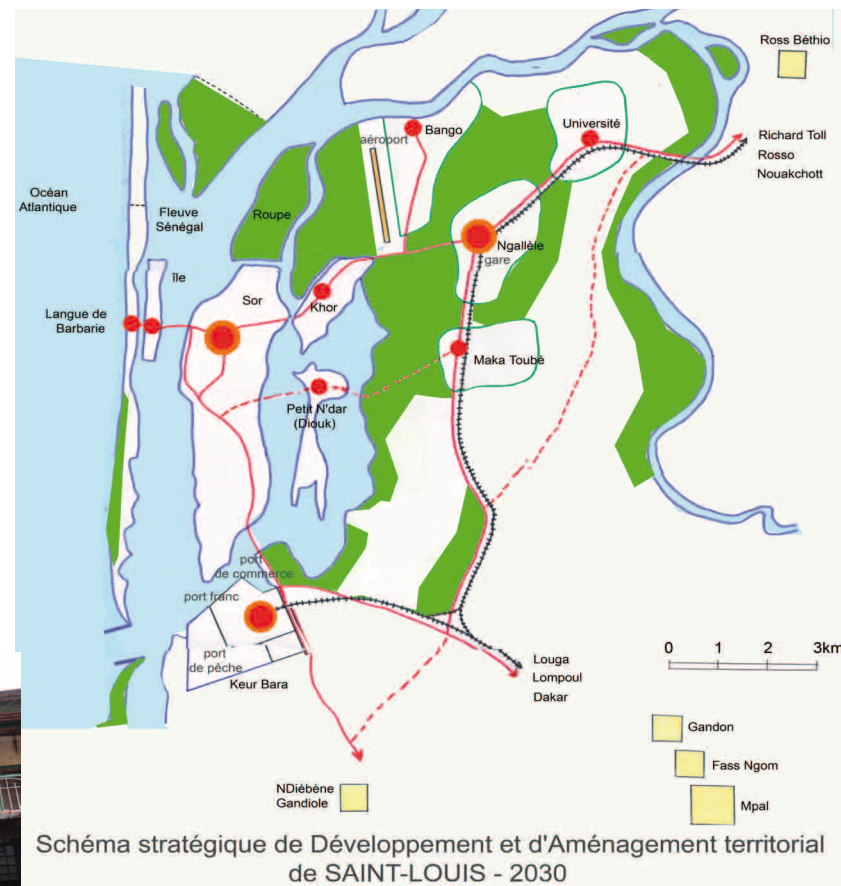 Ross Béthio
Bango
Université
aéroport
Richard Toll
Rosso
Nouakchott
Océan
Atlantique
Fleuve
Sénégal
Roupe
Ngallèle
gare
île
Sor
Khor
Langue de
Barbarie
Maka Toubé
Petit N'dar
(Diouk)
port
de commerce
port franc
port
de pêche
Keur Bara
Louga
Lompoul
Dakar
0 1 2 3km
Gandon
Fass Ngom
Mpal
NDiébène
Gandiole
Schéma stratégique de Développement et d'Aménagement territorial
de SAINT-LOUIS - 2030